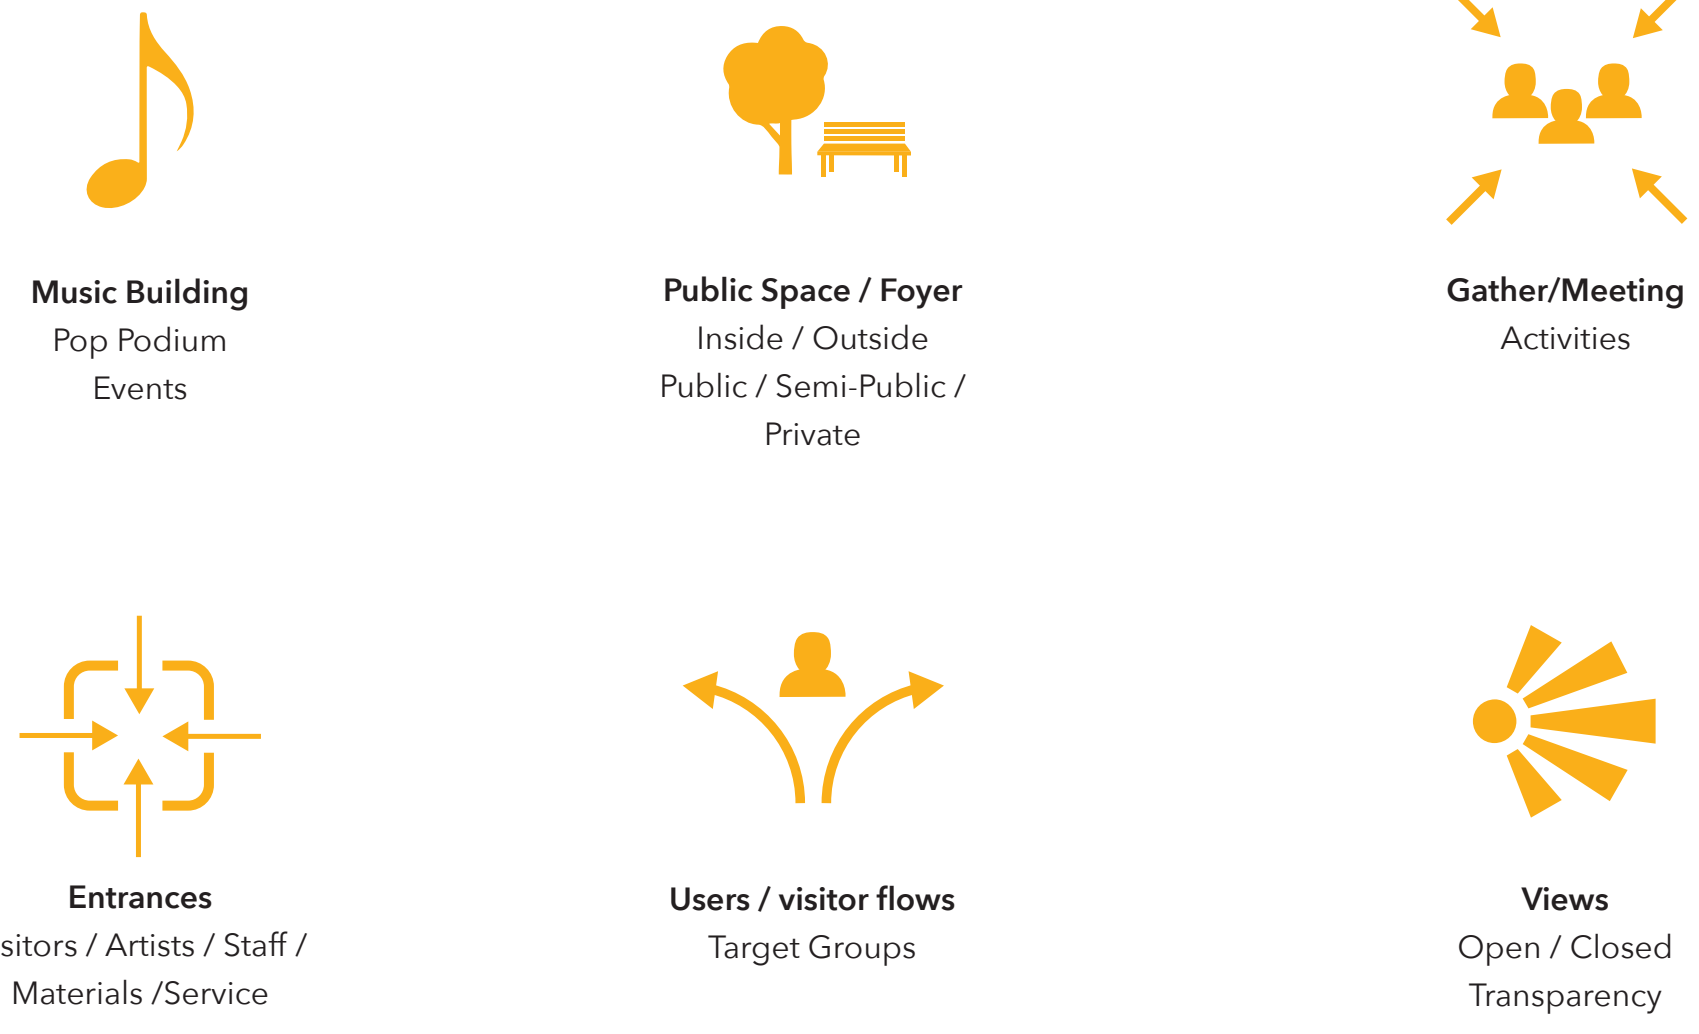 Music Building
Pop Podium
Events
Public Space / Foyer
Inside / Outside
Public / Semi-Public /
Private
Gather/Meeting
Activities
Entrances
sitors / Artists / Staff /
Materials /Service
Users / visitor flows
Target Groups
Views
Open / Closed
Transparency